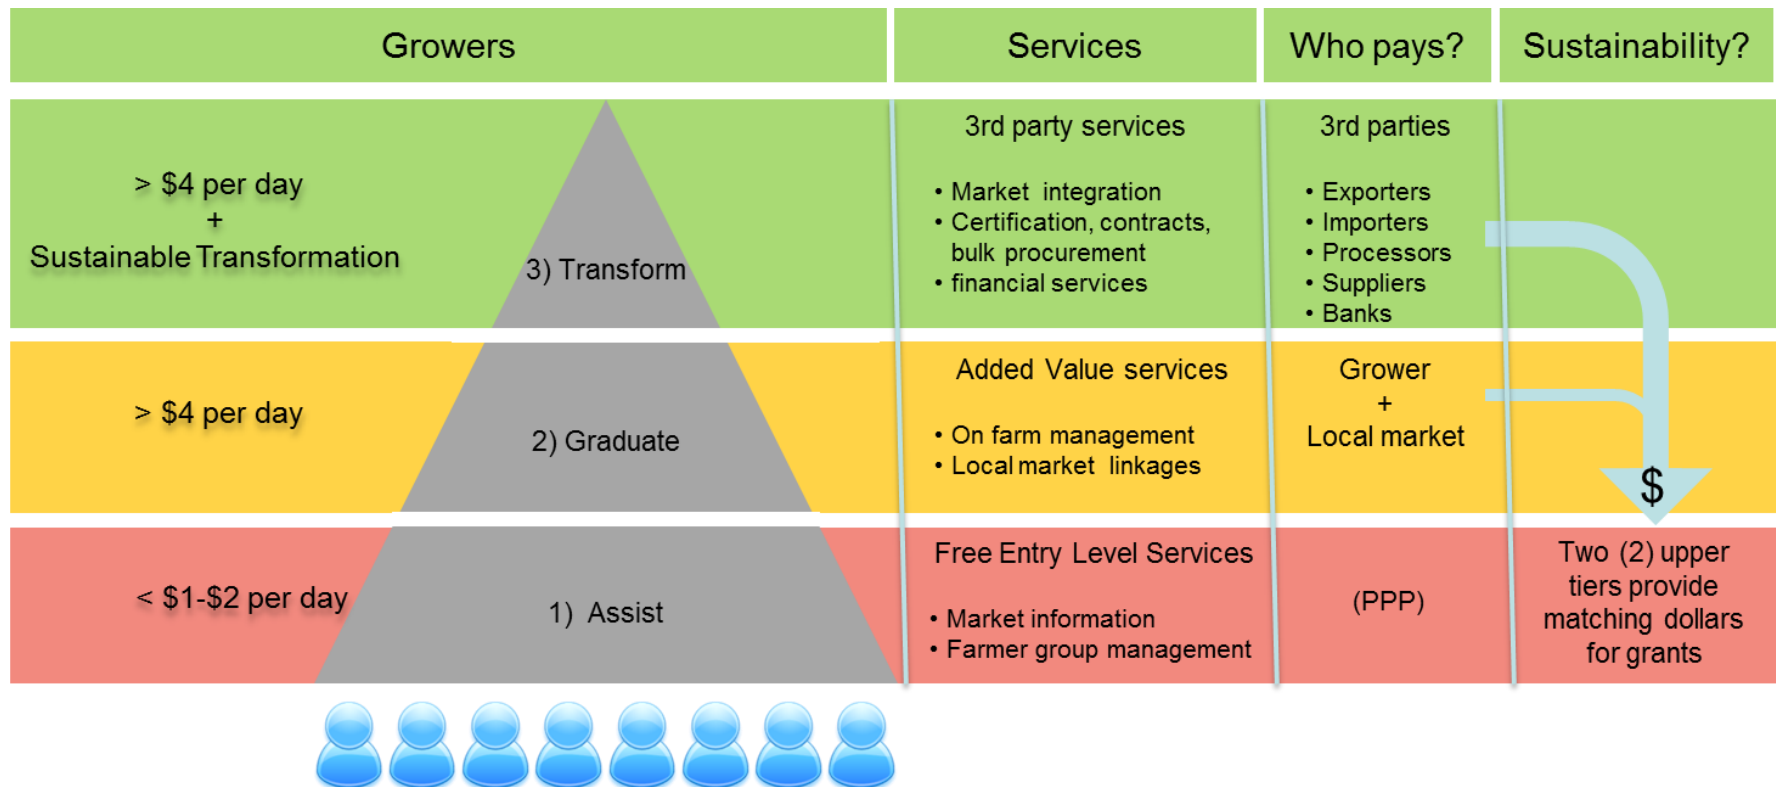 Growers
Services
Who pays?
Sustainability?
> $4 per day
+
Sustainable Transformation
3) Transform
3rd party services
• Market integration
• Certification, contracts,
bulk procurement
• financial services
3rd parties
• Exporters
• Importers
• Processors
• Suppliers
• Banks
> $4 per day
2) Graduate
Added Value services
• On farm management
• Local market linkages
Grower
+
Local market
$
< $1-$2 per day
1) Assist
Free Entry Level Services
• Market information
• Farmer group management
(PPP)
Two (2) upper
tiers provide
matching dollars
for grants